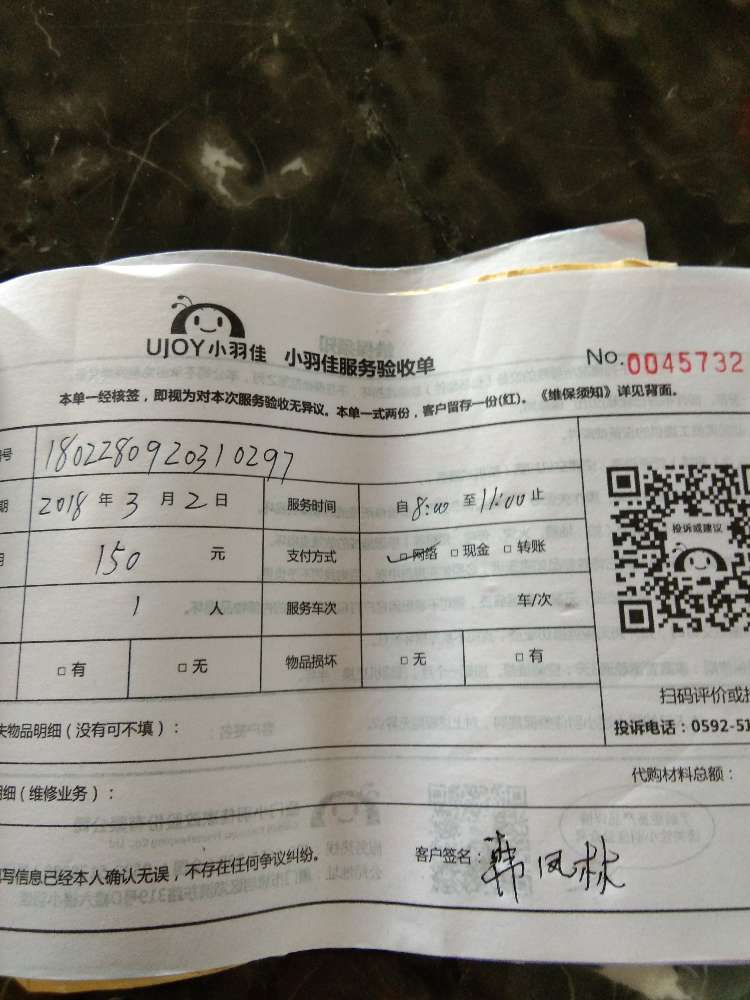 UJOY小羽佳 小羽佳服务验收单 No.0045732
本单一经核签，即视为对本次服务验收无异议。本单一式两份，客户留存一份(红)。《维保须知》详见背面。
号 1802280920310297
期 2018 年 3 月 2 日 服务时间 自 8:00 至 11:00 止
150 元 支付方式 ✓□网络 □现金 □转账
投诉或建议
1 人 服务车次 车/次
□有 □无 物品损坏 □无 □有
扫码评价或
失物品明细（没有可不填）：
投诉电话：0592-51
代购材料总额：
细（维修业务）：
写信息已经本人确认无误，不存在任何争议纠纷。 客户签名：韩凤